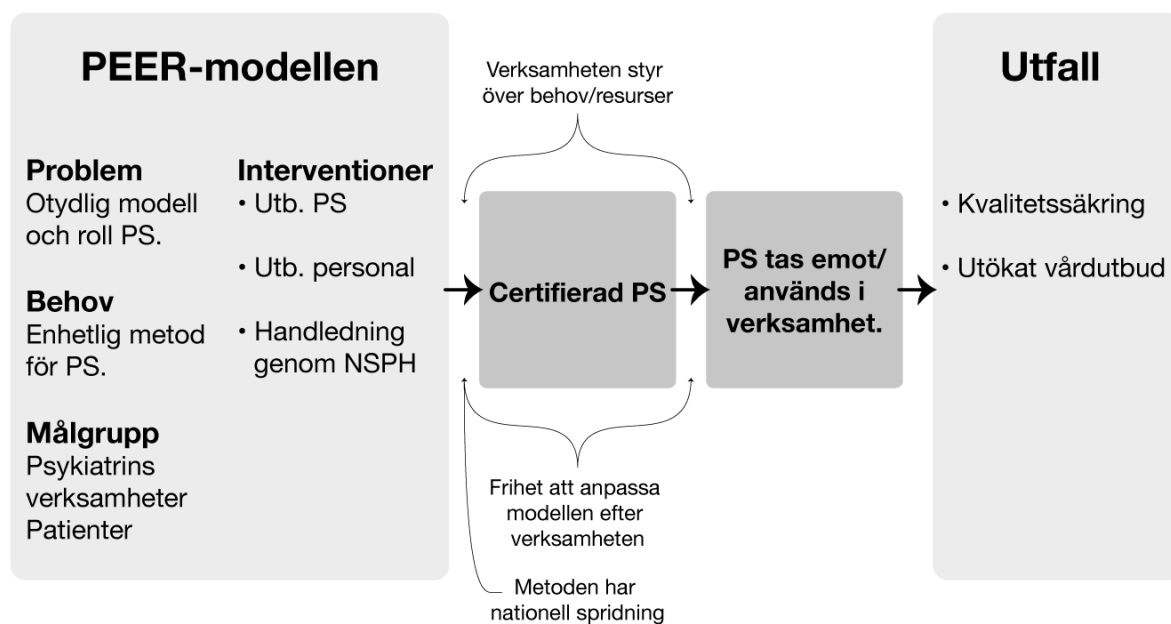 PEER-modellen
Problem
Otydlig modell
och roll PS.
Behov
Enhetlig metod
för PS.
Målgrupp
Psykiatrins
verksamheter
Patienter
Interventioner
• Utb. PS
• Utb. personal
• Handledning
genom NSPH
Verksamheten styr
över behov/resurser
Certifierad PS
PS tas emot/
används i
verksamhet.
Frihet att anpassa
modellen efter
verksamheten
Metoden har
nationell spridning
Utfall
• Kvalitetssäkring
• Utökat vårdutbud